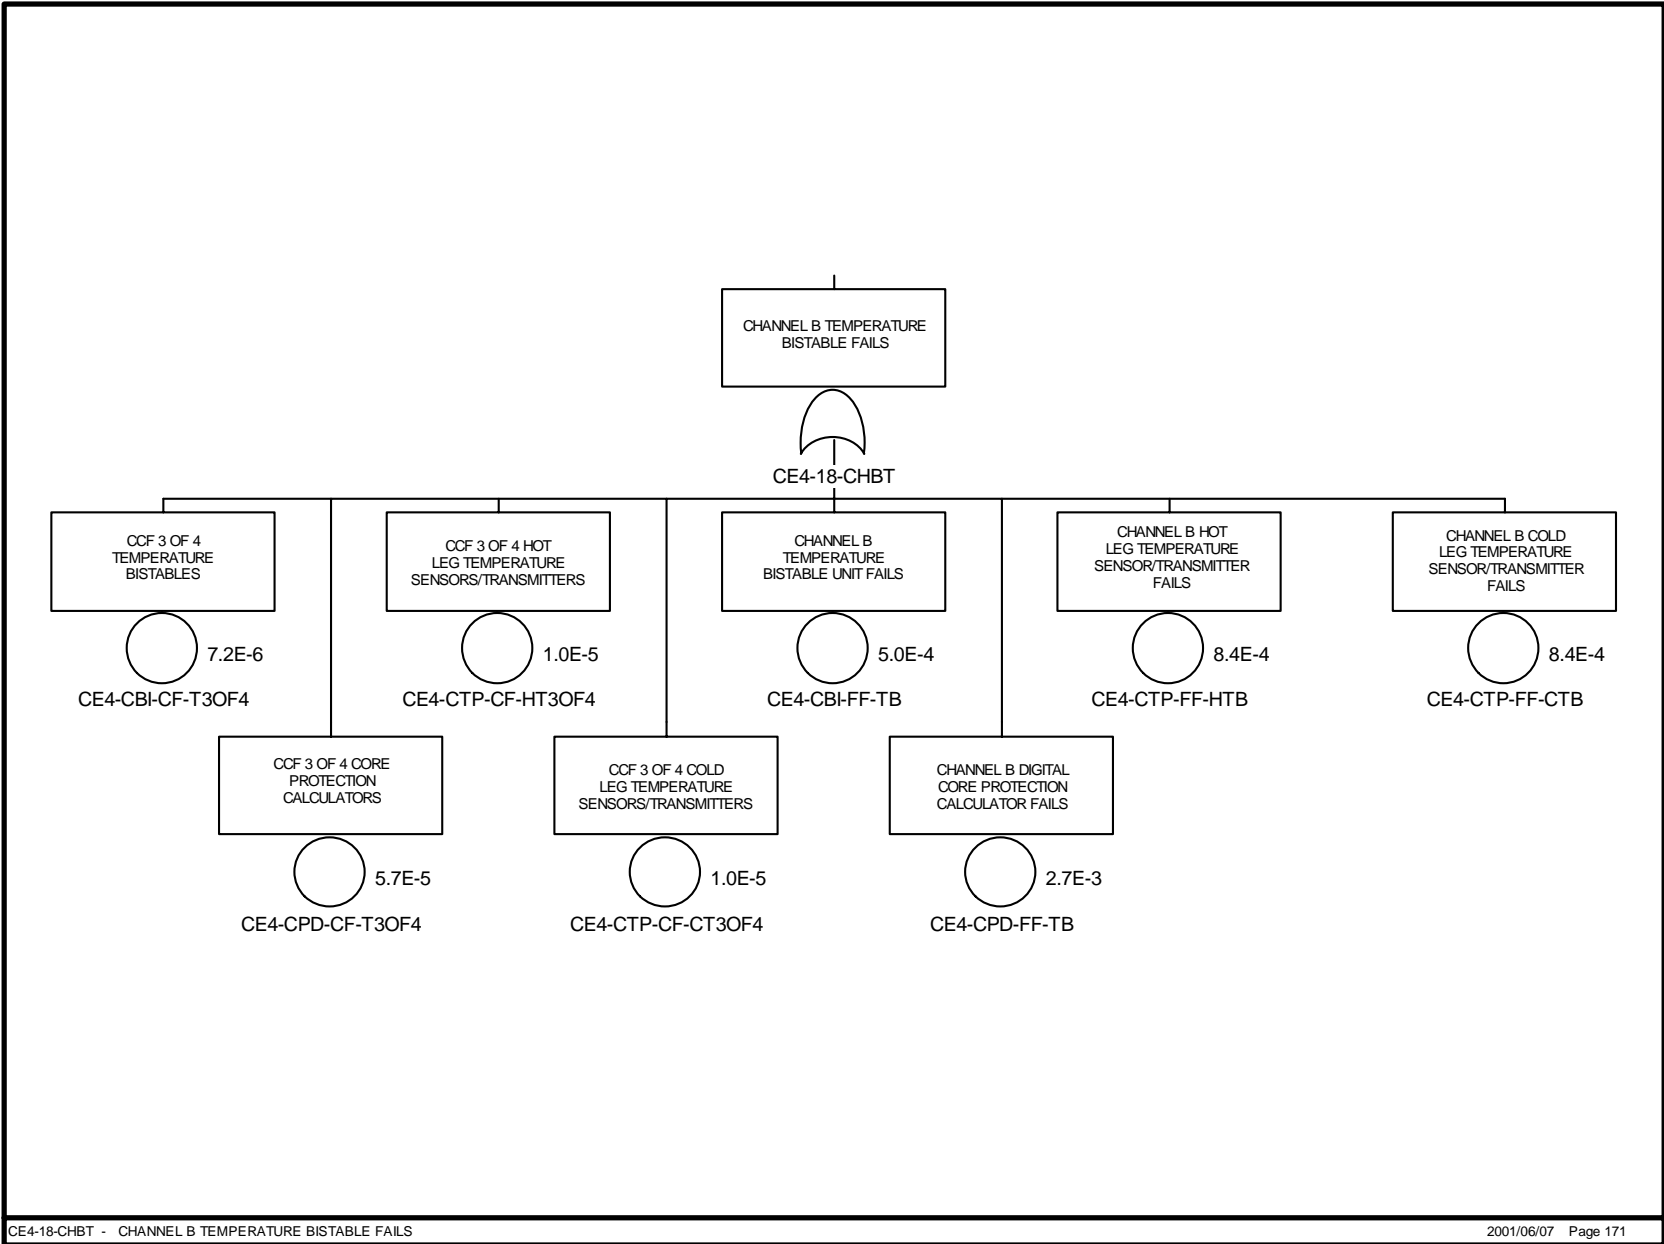 CHANNEL B TEMPERATURE
BISTABLE FAILS
CE4-18-CHBT
CCF 3 OF 4
TEMPERATURE
BISTABLES
7.2E-6
CE4-CBI-CF-T3OF4
CCF 3 OF 4 HOT
LEG TEMPERATURE
SENSORS/TRANSMITTERS
1.0E-5
CE4-CTP-CF-HT3OF4
CHANNEL B
TEMPERATURE
BISTABLE UNIT FAILS
5.0E-4
CE4-CBI-FF-TB
CHANNEL B HOT
LEG TEMPERATURE
SENSOR/TRANSMITTER
FAILS
8.4E-4
CE4-CTP-FF-HTB
CHANNEL B COLD
LEG TEMPERATURE
SENSOR/TRANSMITTER
FAILS
8.4E-4
CE4-CTP-FF-CTB
CCF 3 OF 4 CORE
PROTECTION
CALCULATORS
5.7E-5
CE4-CPD-CF-T3OF4
CCF 3 OF 4 COLD
LEG TEMPERATURE
SENSORS/TRANSMITTERS
1.0E-5
CE4-CTP-CF-CT3OF4
CHANNEL B DIGITAL
CORE PROTECTION
CALCULATOR FAILS
2.7E-3
CE4-CPD-FF-TB
CE4-18-CHBT - CHANNEL B TEMPERATURE BISTABLE FAILS
2001/06/07 Page 171